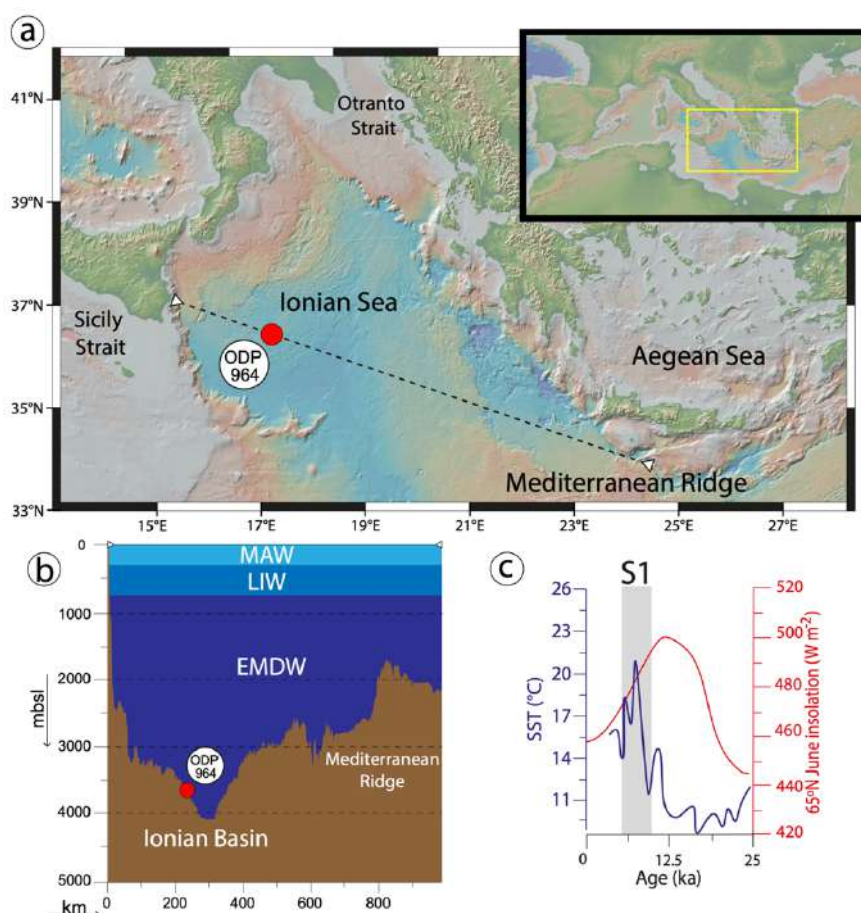 a
41°N
39°N
37°N
35°N
33°N
Otranto
Strait
Ionian Sea
Sicily
Strait
ODP
964
Aegean Sea
Mediterranean Ridge
15°E
17°E
19°E
21°E
23°E
25°E
27°E
b
0
1000
2000
3000
4000
5000
mbsl
MAW
LIW
EMDW
ODP
964
Mediterranean
Ridge
Ionian Basin
km
0
200
400
600
800
c
S1
26
23
20
17
14
11
SST (°C)
520
500
480
460
440
420
65ºN June insolation (W m-2)
0
12.5
25
Age (ka)